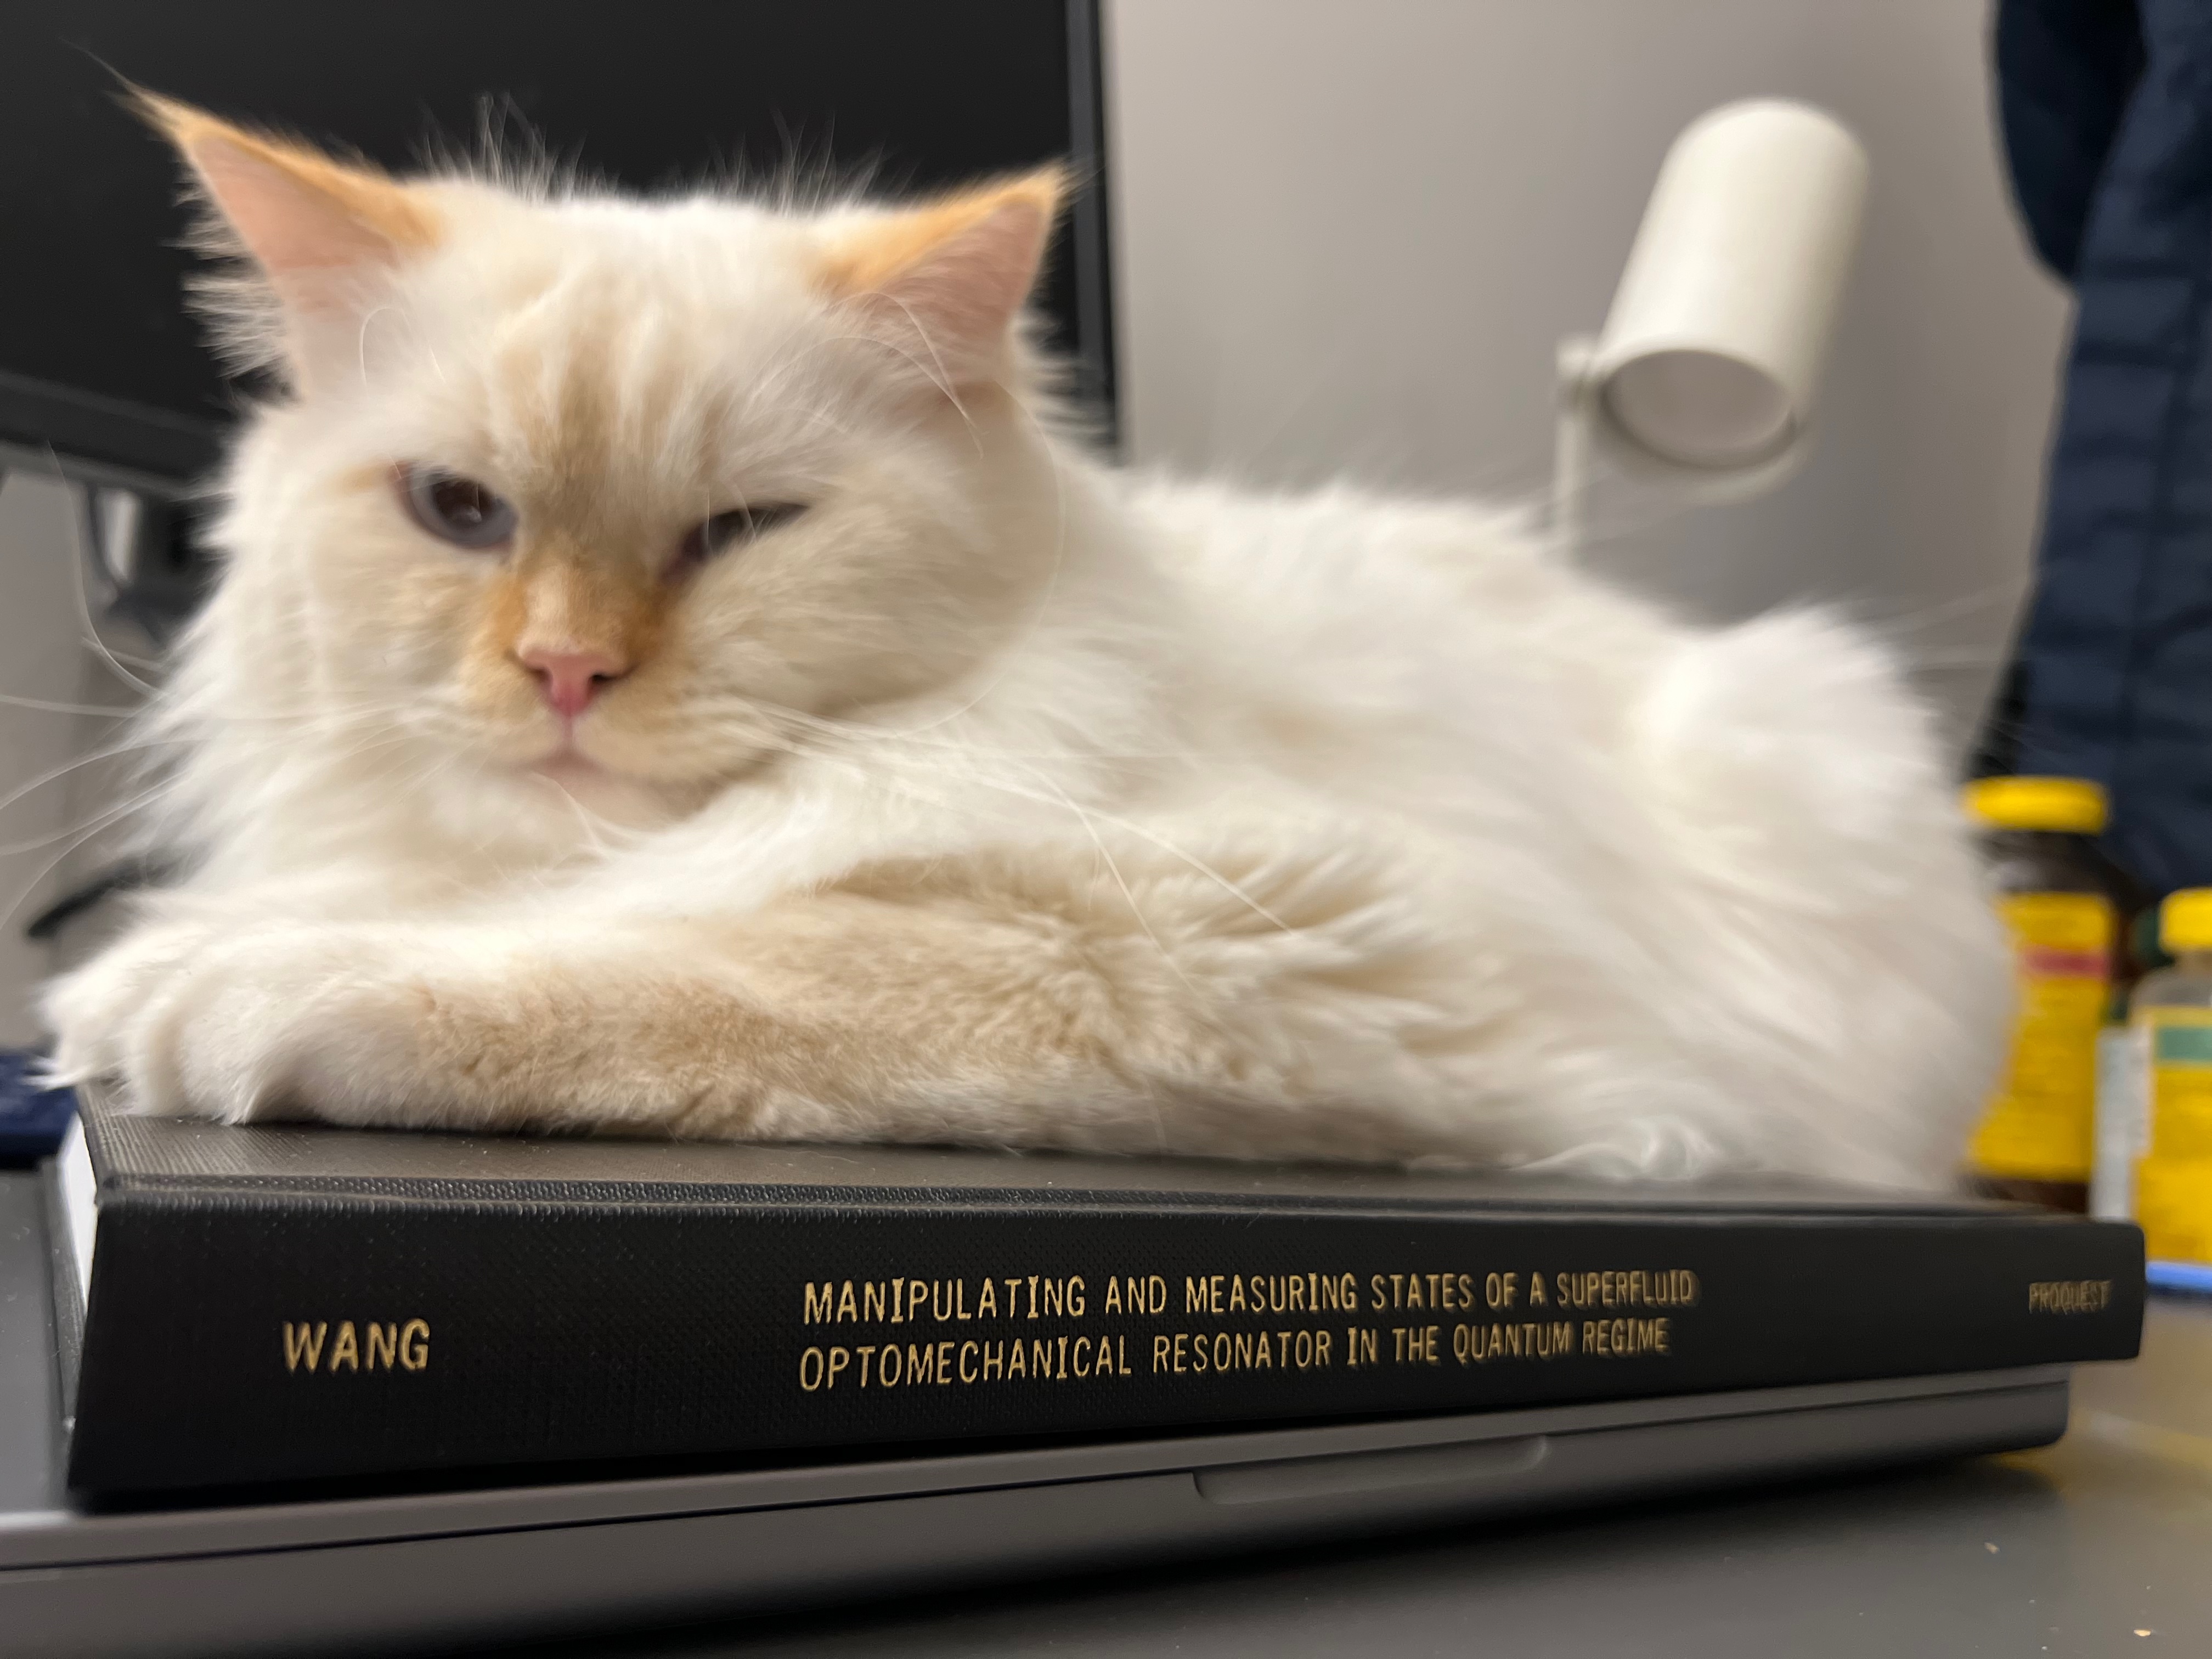 WANG
MANIPULATING AND MEASURING STATES OF A SUPERFLUID
OPTOMECHANICAL RESONATOR IN THE QUANTUM REGIME
PROQUEST